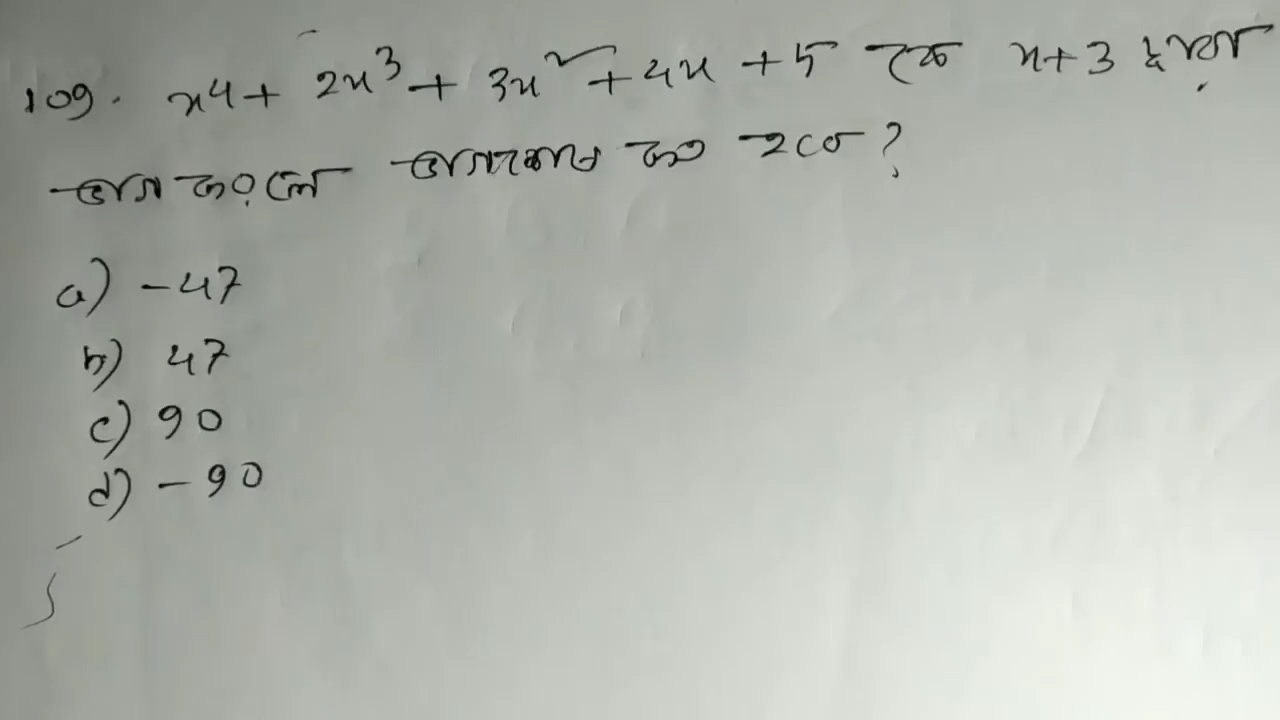 109. x4 + 2x³ + 3x² + 4x + 5 কে x+3 দ্বারা
ভাগ করলে ভাগশেষ কত হবে?
a) -47
b) 47
c) 90
d) -90